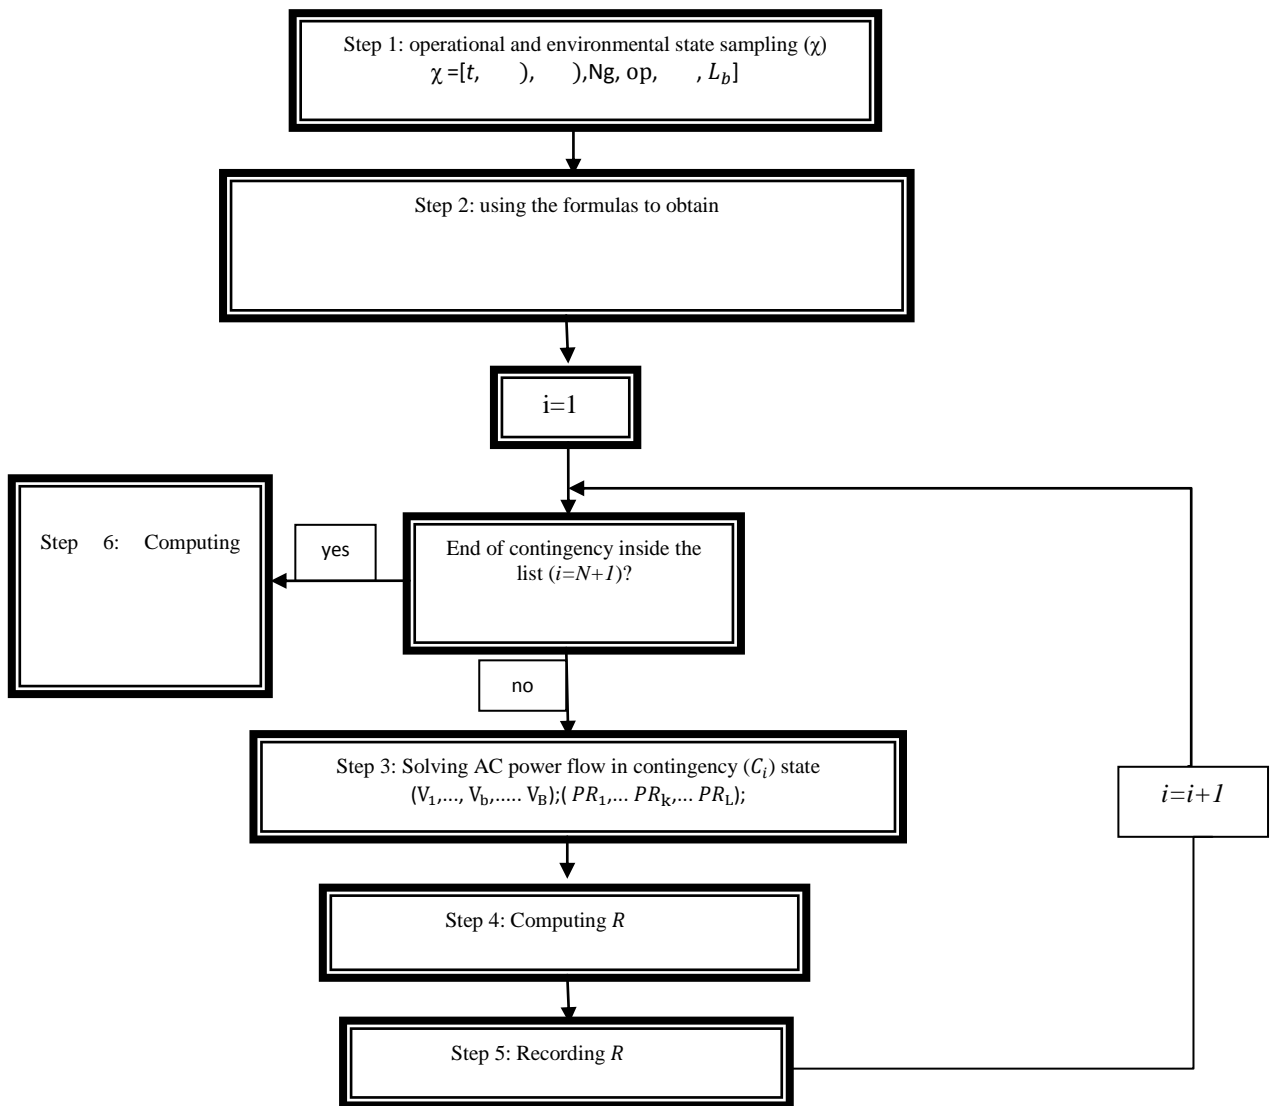 Step 1: operational and environmental state sampling (χ)
χ =[t, ), ),Ng, op, , L_b]
Step 2: using the formulas to obtain
i=1
End of contingency inside the
list (i=N+1)?
yes
Step 6: Computing
no
Step 3: Solving AC power flow in contingency (C_i) state
(V₁,..., V_b,..... V_B);( PR₁,... PR_k,... PR_L);
i=i+1
Step 4: Computing R
Step 5: Recording R